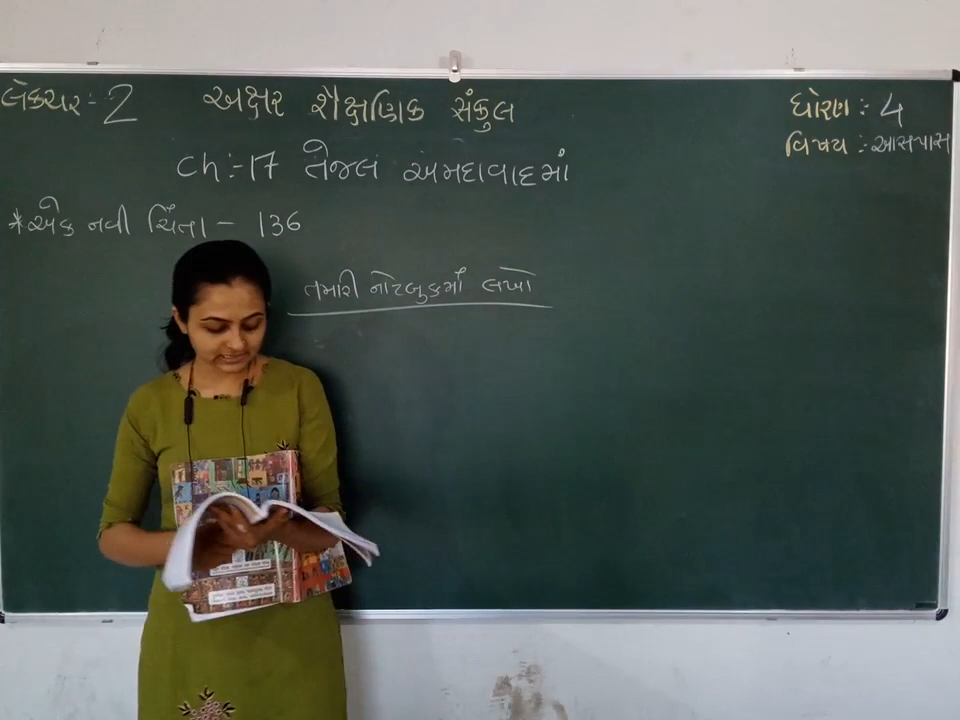 લેકચર :- 2
અક્ષર શૈક્ષણિક સંકુલ
ધોરણ :- 4
વિષય :- આસપાસ
ch :- 17 તેજલ અમદાવાદમાં
* એક નવી ચિંતા - 136
તમારી નોટબુકમાં લખો